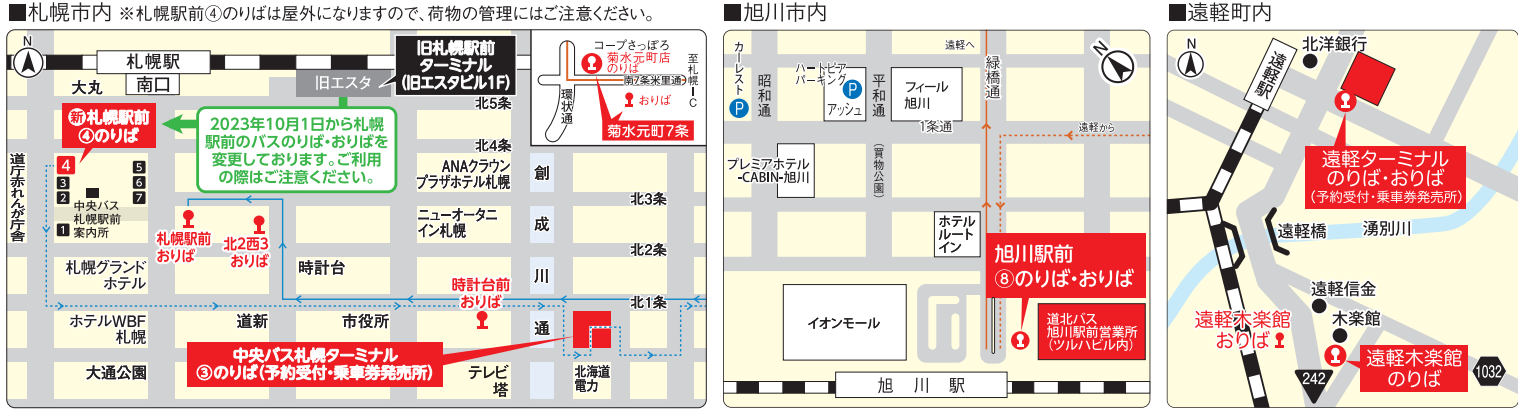 ■札幌市内 ※札幌駅前④のりばは屋外になりますので、荷物の管理にはご注意ください。
N
札幌駅
南口
大丸
旧エスタ
旧札幌駅前
ターミナル
(旧エスタビル1F)
コープさっぽろ
菊水元町店
のりば
南7条米里通
至札幌IC
環状通
おりば
菊水元町7条
新札幌駅前
④のりば
2023年10月1日から札幌
駅前のバスのりば・おりばを
変更しております。ご利用
の際はご注意ください。
北5条
北4条
北3条
北2条
北1条
道庁赤れんが庁舎
4
3
2
1
5
6
7
中央バス
札幌駅前
案内所
ANAクラウン
プラザホテル札幌
ニューオータニ
イン札幌
創成川通
札幌駅前
おりば
北2西3
おりば
札幌グランド
ホテル
時計台
時計台前
おりば
ホテルWBF
札幌
道新
市役所
中央バス札幌ターミナル
③のりば(予約受付・乗車券発売所)
大通公園
テレビ
塔
北海道
電力
■旭川市内
N
カーレスト
P
昭和通
ハートピア
パーキング
P
アッシュ
平和通
(買物公園)
フィール
旭川
1条通
遠軽へ
緑橋通
遠軽から
プレミアホテル
-CABIN-旭川
ホテル
ルート
イン
旭川駅前
⑧のりば・おりば
イオンモール
道北バス
旭川駅前営業所
(ツルハビル内)
旭川駅
■遠軽町内
N
遠軽駅
北洋銀行
遠軽ターミナル
のりば・おりば
(予約受付・乗車券発売所)
遠軽橋
湧別川
遠軽信金
木楽館
遠軽木楽館
おりば
遠軽木楽館
のりば
242
1032